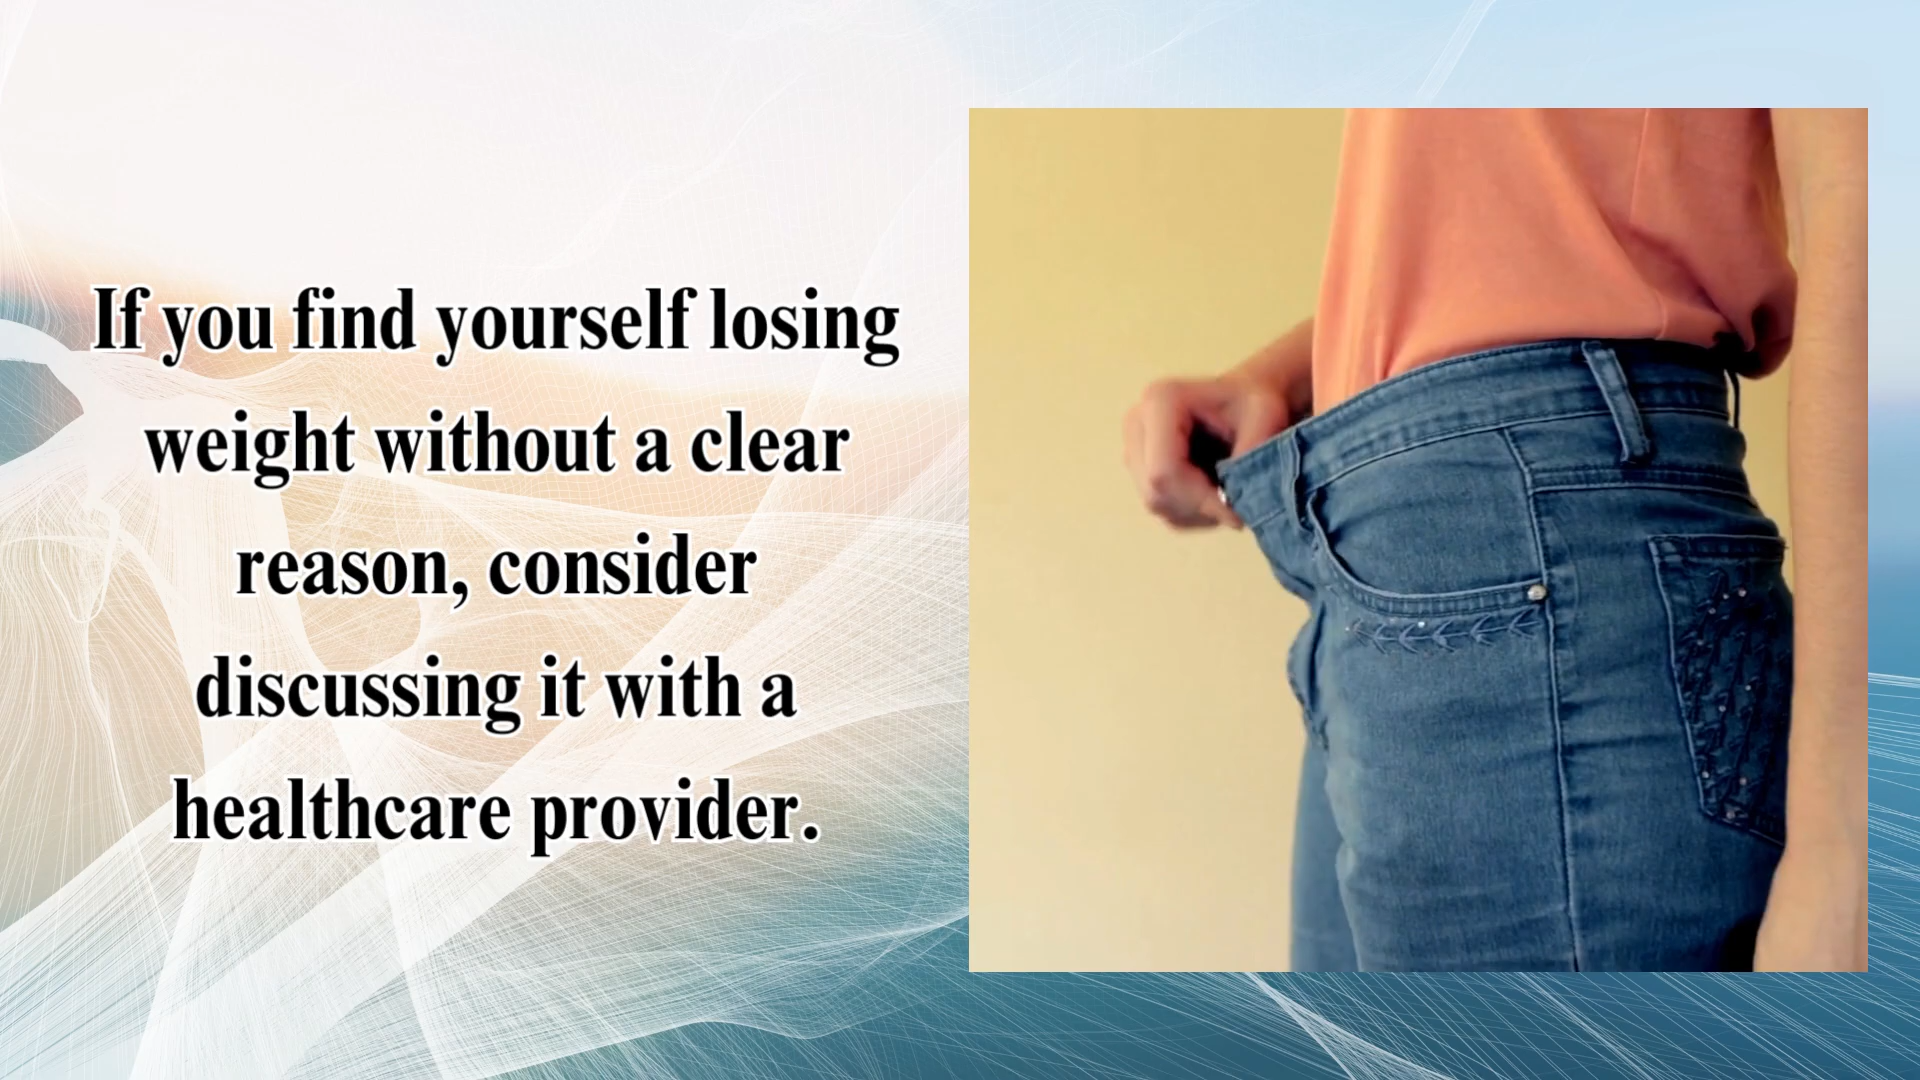 If you find yourself losing
weight without a clear
reason, consider
discussing it with a
healthcare provider.